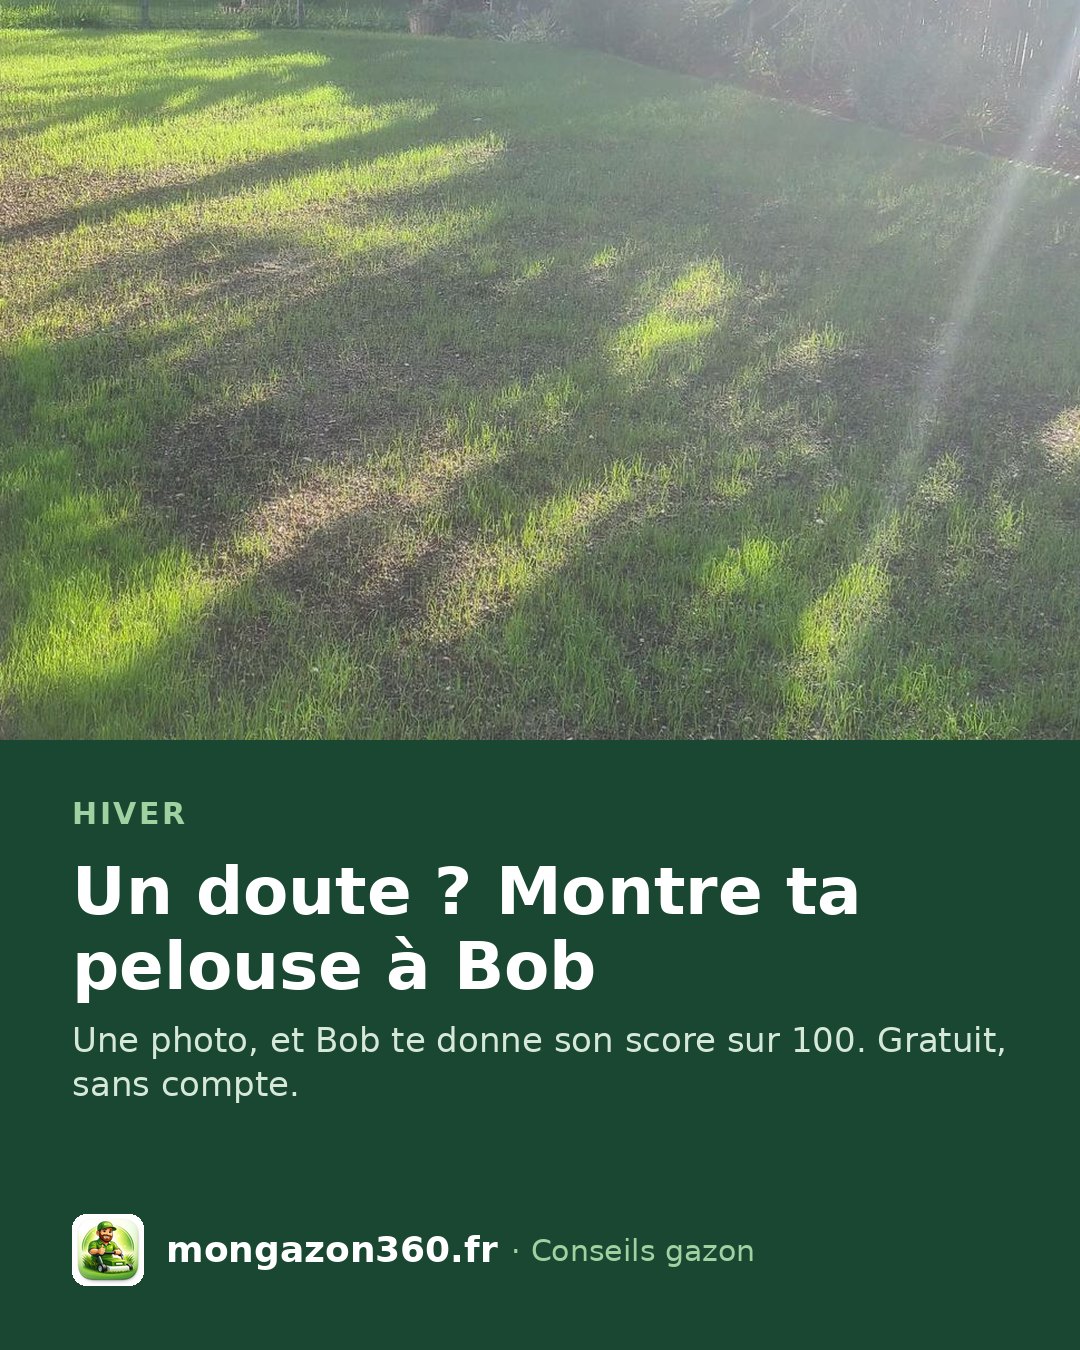 HIVER
Un doute ? Montre ta
pelouse à Bob
Une photo, et Bob te donne son score sur 100. Gratuit,
sans compte.
mongazon360.fr · Conseils gazon